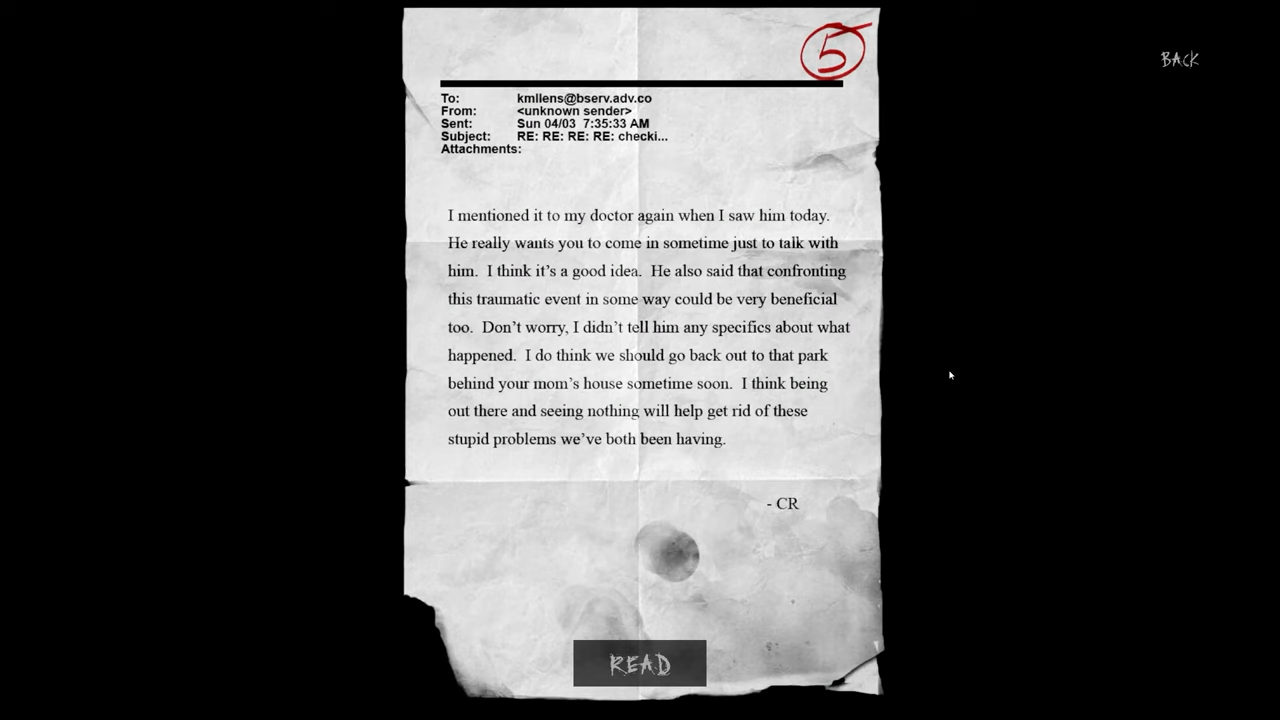 5
BACK
To: kmllens@bserv.adv.co
From: <unknown sender>
Sent: Sun 04/03 7:35:33 AM
Subject: RE: RE: RE: RE: checki...
Attachments:
I mentioned it to my doctor again when I saw him today.
He really wants you to come in sometime just to talk with
him. I think it's a good idea. He also said that confronting
this traumatic event in some way could be very beneficial
too. Don't worry, I didn't tell him any specifics about what
happened. I do think we should go back out to that park
behind your mom's house sometime soon. I think being
out there and seeing nothing will help get rid of these
stupid problems we've both been having.
- CR
READ